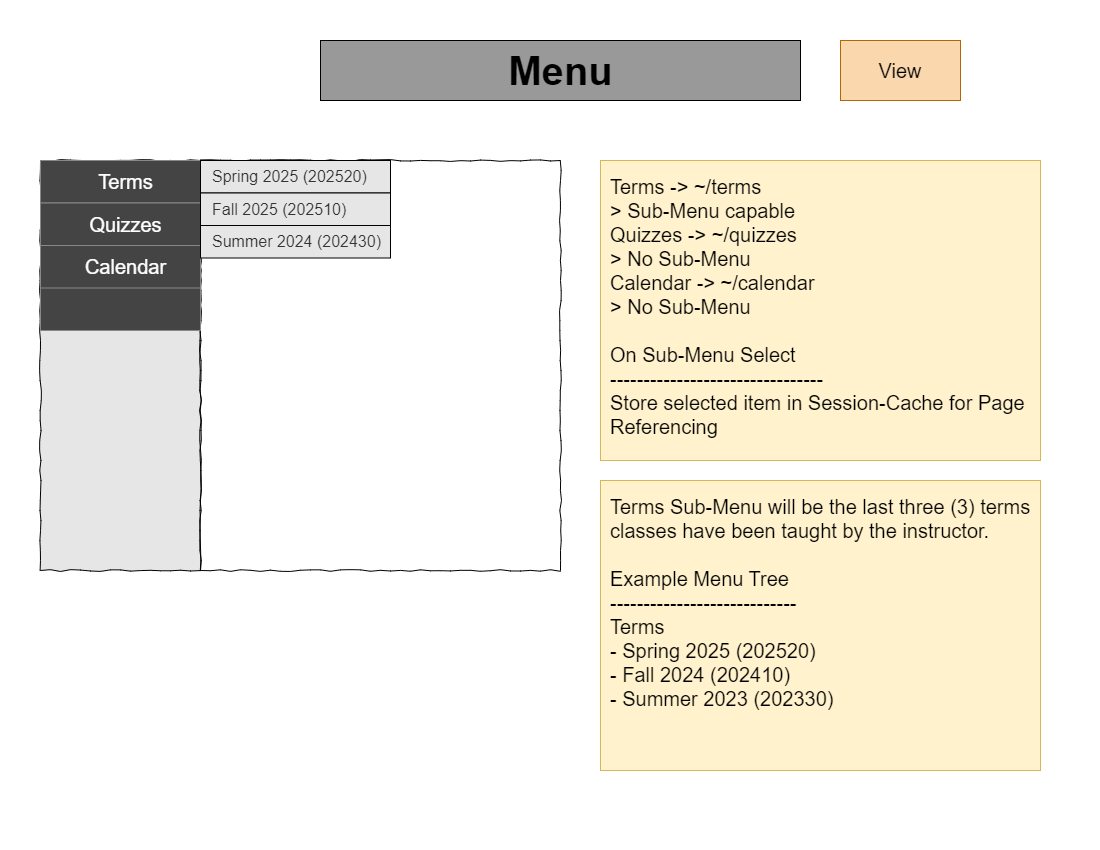 Menu
View
Terms
Quizzes
Calendar
Spring 2025 (202520)
Fall 2025 (202510)
Summer 2024 (202430)
Terms -> ~/terms
> Sub-Menu capable
Quizzes -> ~/quizzes
> No Sub-Menu
Calendar -> ~/calendar
> No Sub-Menu
On Sub-Menu Select
--------------------------------
Store selected item in Session-Cache for Page
Referencing
Terms Sub-Menu will be the last three (3) terms
classes have been taught by the instructor.
Example Menu Tree
----------------------------
Terms
- Spring 2025 (202520)
- Fall 2024 (202410)
- Summer 2023 (202330)